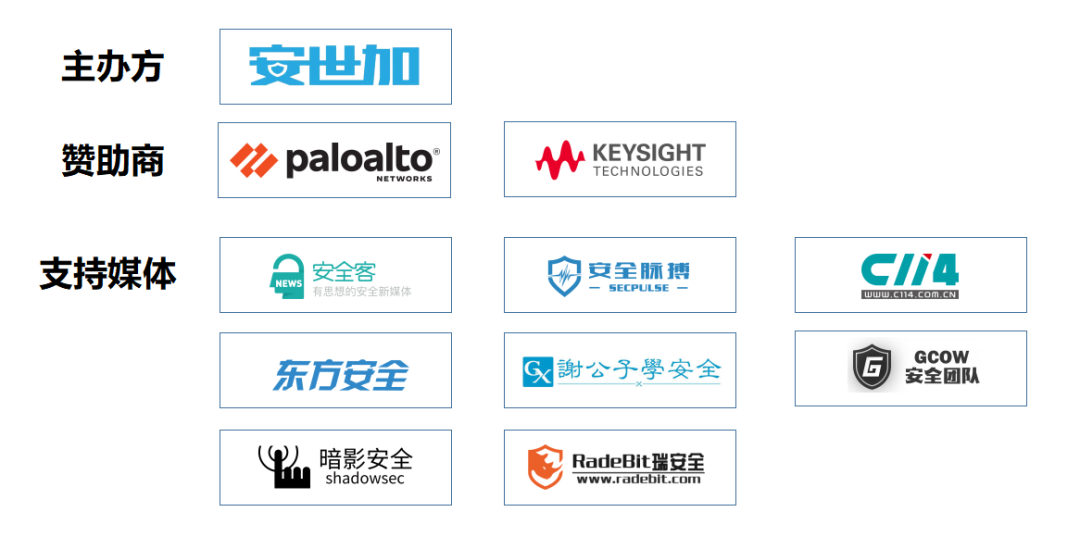 主办方
安世加
赞助商
paloalto®
NETWORKS
KEYSIGHT
TECHNOLOGIES
支持媒体
NEWS
安全客
有思想的安全新媒体
安全脉搏
SECPULSE
C114
www.c114.com.cn
东方安全
GX
謝公子學安全
G
GCOW
安全团队
暗影安全
shadowsec
RadeBit瑞安全
www.radebit.com